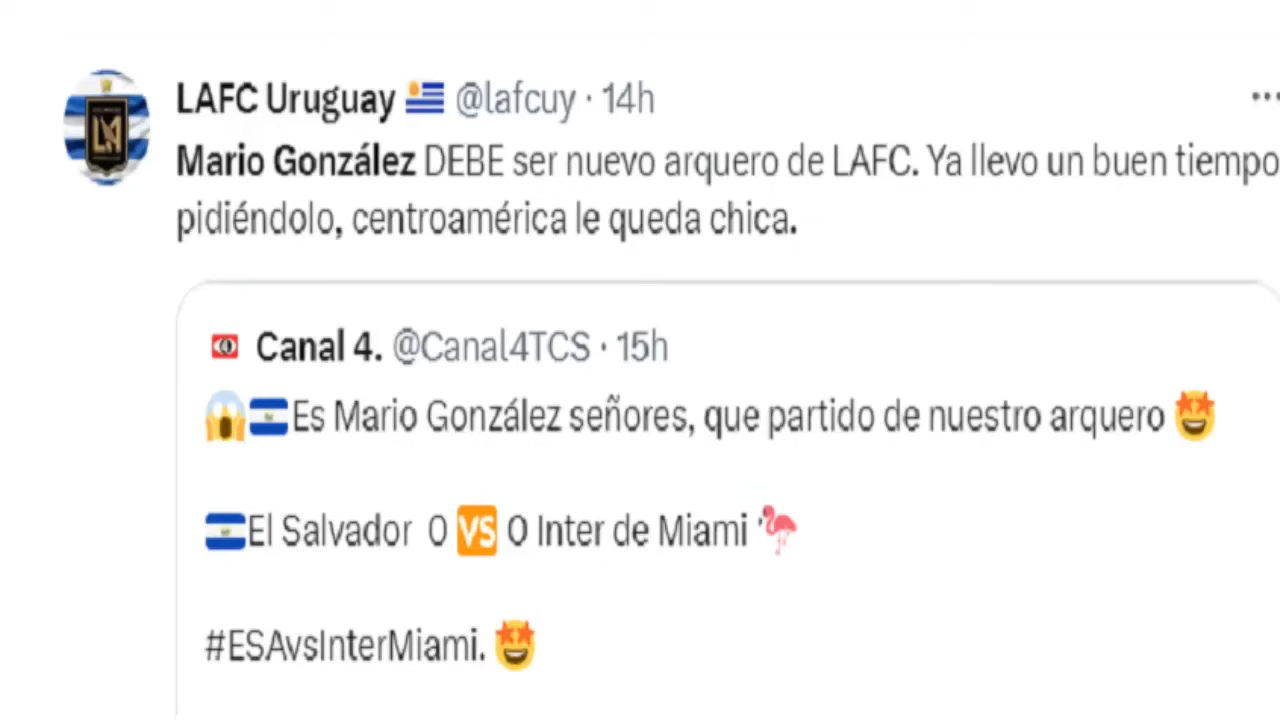 LAFC Uruguay 🇺🇾 @lafcuy · 14h
Mario González DEBE ser nuevo arquero de LAFC. Ya llevo un buen tiempo
pidiéndolo, centroamérica le queda chica.
Canal 4. @Canal4TCS · 15h
😱🇸🇻Es Mario González señores, que partido de nuestro arquero 🤩
🇸🇻El Salvador 0 🆚 0 Inter de Miami 🦩
#ESAvsInterMiami. 🤩